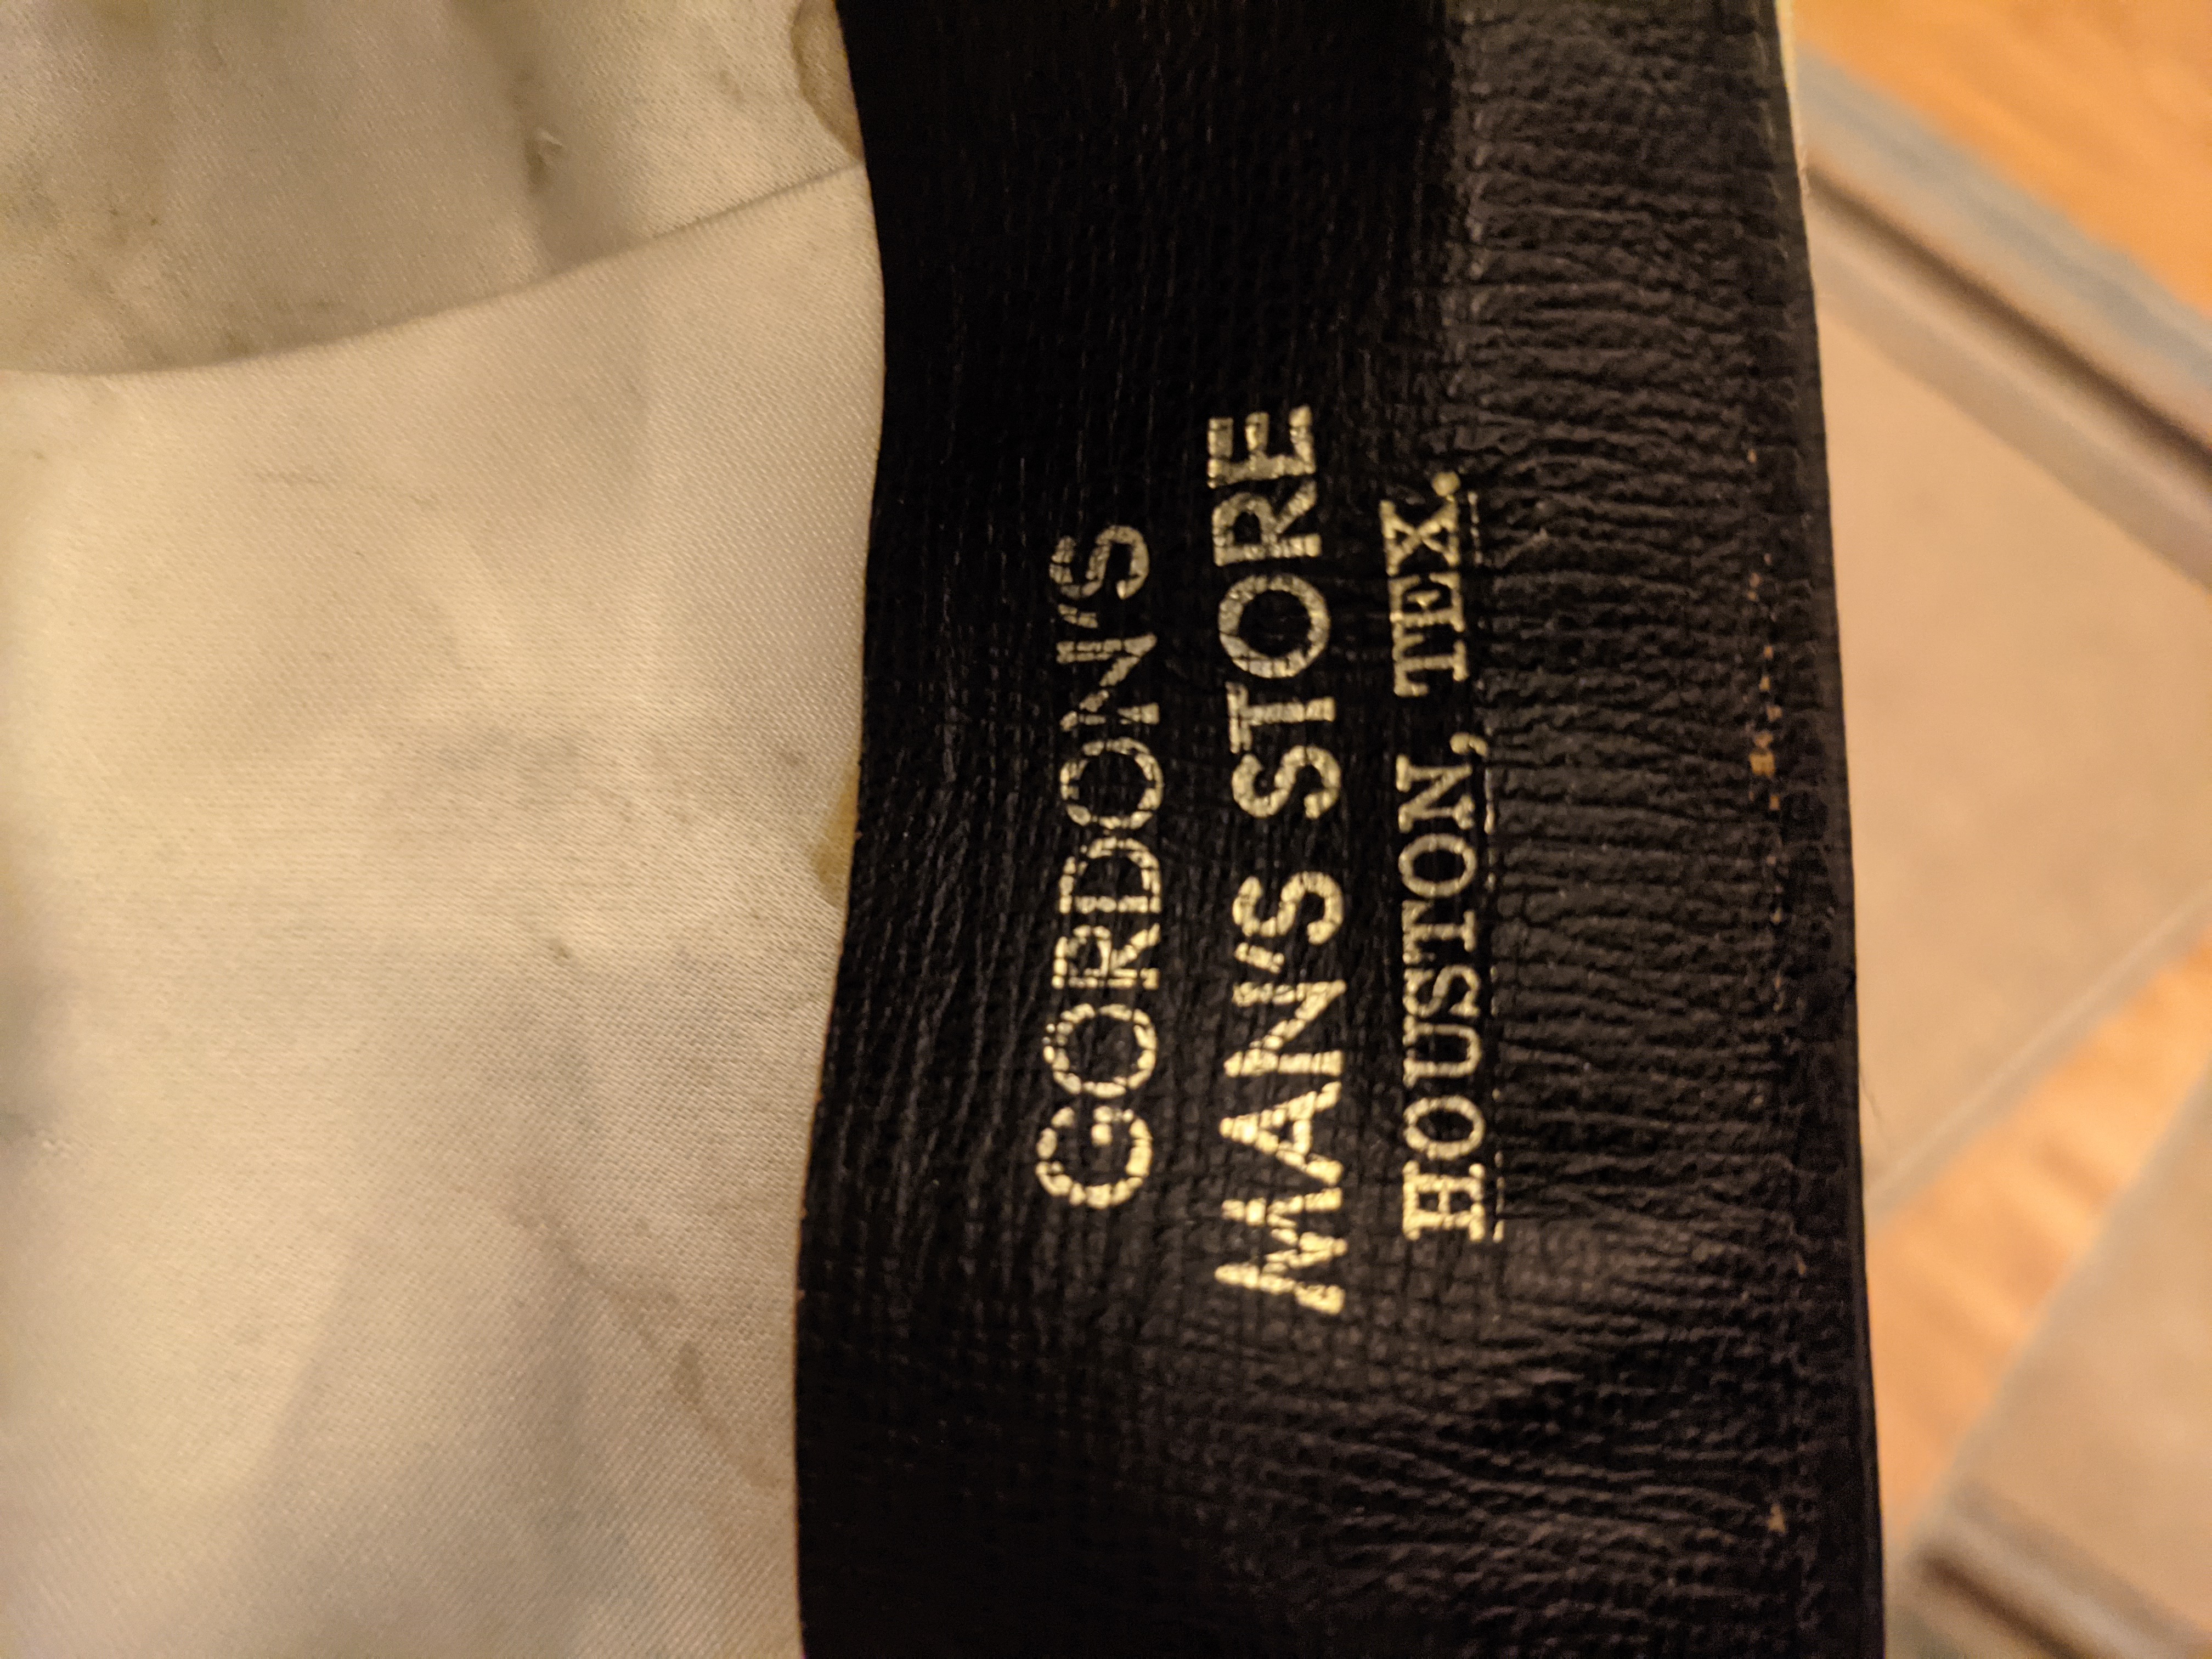 GORDON'S
MAN'S STORE
HOUSTON, TEX.